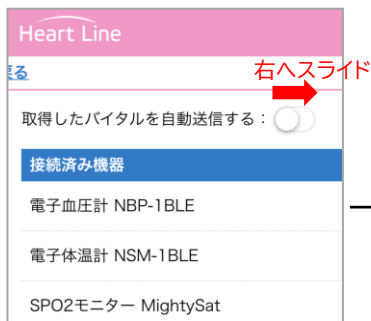 Heart Line
戻る
右へスライド
取得したバイタルを自動送信する：
接続済み機器
電子血圧計 NBP-1BLE
電子体温計 NSM-1BLE
SPO2モニター MightySat